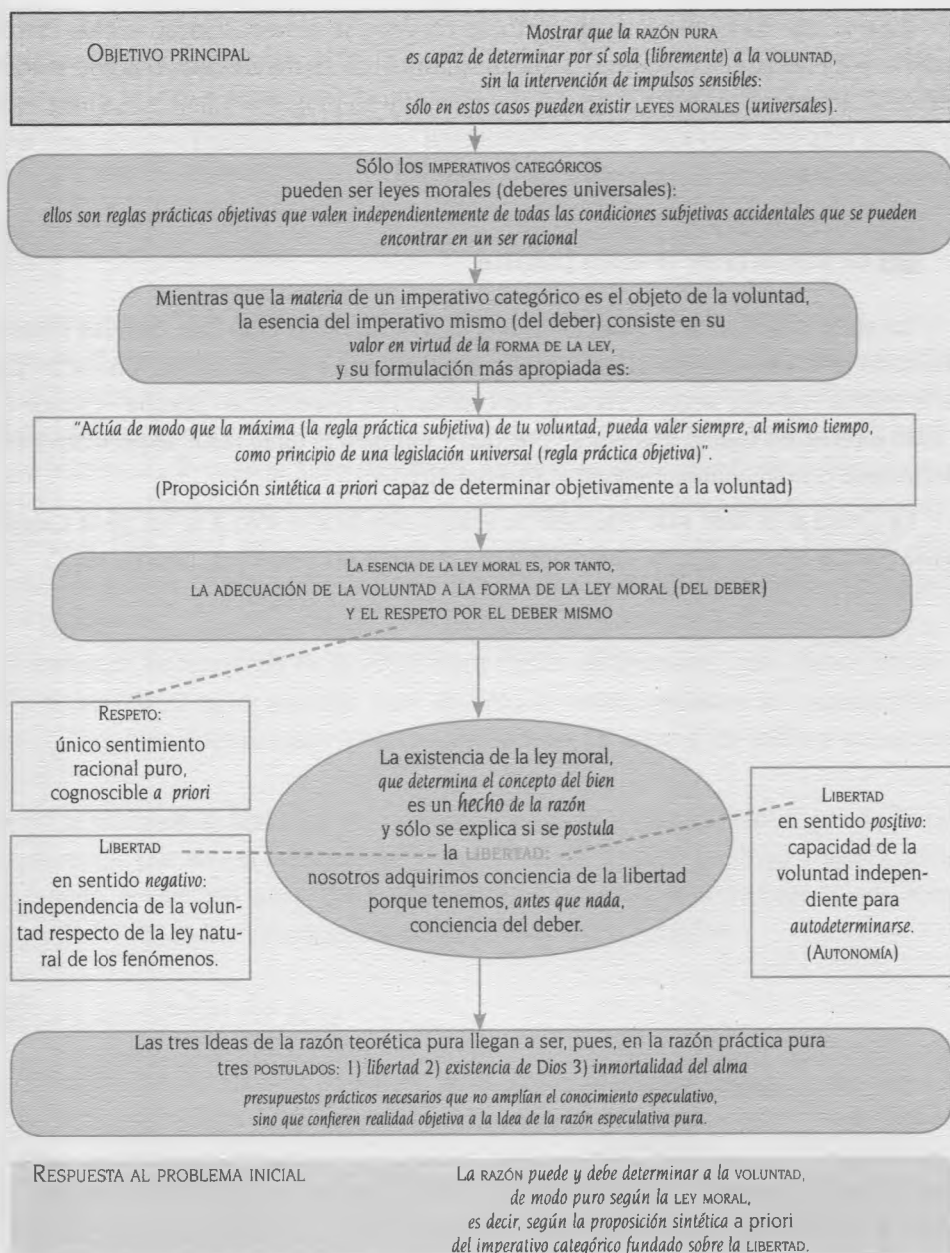 OBJETIVO PRINCIPAL
Mostrar que la RAZÓN PURA
es capaz de determinar por sí sola (libremente) a la VOLUNTAD,
sin la intervención de impulsos sensibles:
sólo en estos casos pueden existir LEYES MORALES (universales).
Sólo los IMPERATIVOS CATEGÓRICOS
pueden ser leyes morales (deberes universales):
ellos son reglas prácticas objetivas que valen independientemente de todas las condiciones subjetivas accidentales que se pueden
encontrar en un ser racional
Mientras que la materia de un imperativo categórico es el objeto de la voluntad,
la esencia del imperativo mismo (del deber) consiste en su
valor en virtud de la FORMA DE LA LEY,
y su formulación más apropiada es:
"Actúa de modo que la máxima (la regla práctica subjetiva) de tu voluntad, pueda valer siempre, al mismo tiempo,
como principio de una legislación universal (regla práctica objetiva)".
(Proposición sintética a priori capaz de determinar objetivamente a la voluntad)
LA ESENCIA DE LA LEY MORAL ES, POR TANTO,
LA ADECUACIÓN DE LA VOLUNTAD A LA FORMA DE LA LEY MORAL (DEL DEBER)
Y EL RESPETO POR EL DEBER MISMO
RESPETO:
único sentimiento
racional puro,
cognoscible a priori
La existencia de la ley moral,
que determina el concepto del bien
es un hecho de la razón
y sólo se explica si se postula
la LIBERTAD:
nosotros adquirimos conciencia de la libertad
porque tenemos, antes que nada,
conciencia del deber.
LIBERTAD
en sentido negativo:
independencia de la volun-
tad respecto de la ley natu-
ral de los fenómenos.
LIBERTAD
en sentido positivo:
capacidad de la
voluntad indepen-
diente para
autodeterminarse.
(AUTONOMÍA)
Las tres Ideas de la razón teorética pura llegan a ser, pues, en la razón práctica pura
tres POSTULADOS: 1) libertad 2) existencia de Dios 3) inmortalidad del alma
presupuestos prácticos necesarios que no amplían el conocimiento especulativo,
sino que confieren realidad objetiva a la Idea de la razón especulativa pura.
RESPUESTA AL PROBLEMA INICIAL
La RAZÓN puede y debe determinar a la VOLUNTAD,
de modo puro según la LEY MORAL,
es decir, según la proposición sintética a priori
del imperativo categórico fundado sobre la LIBERTAD.